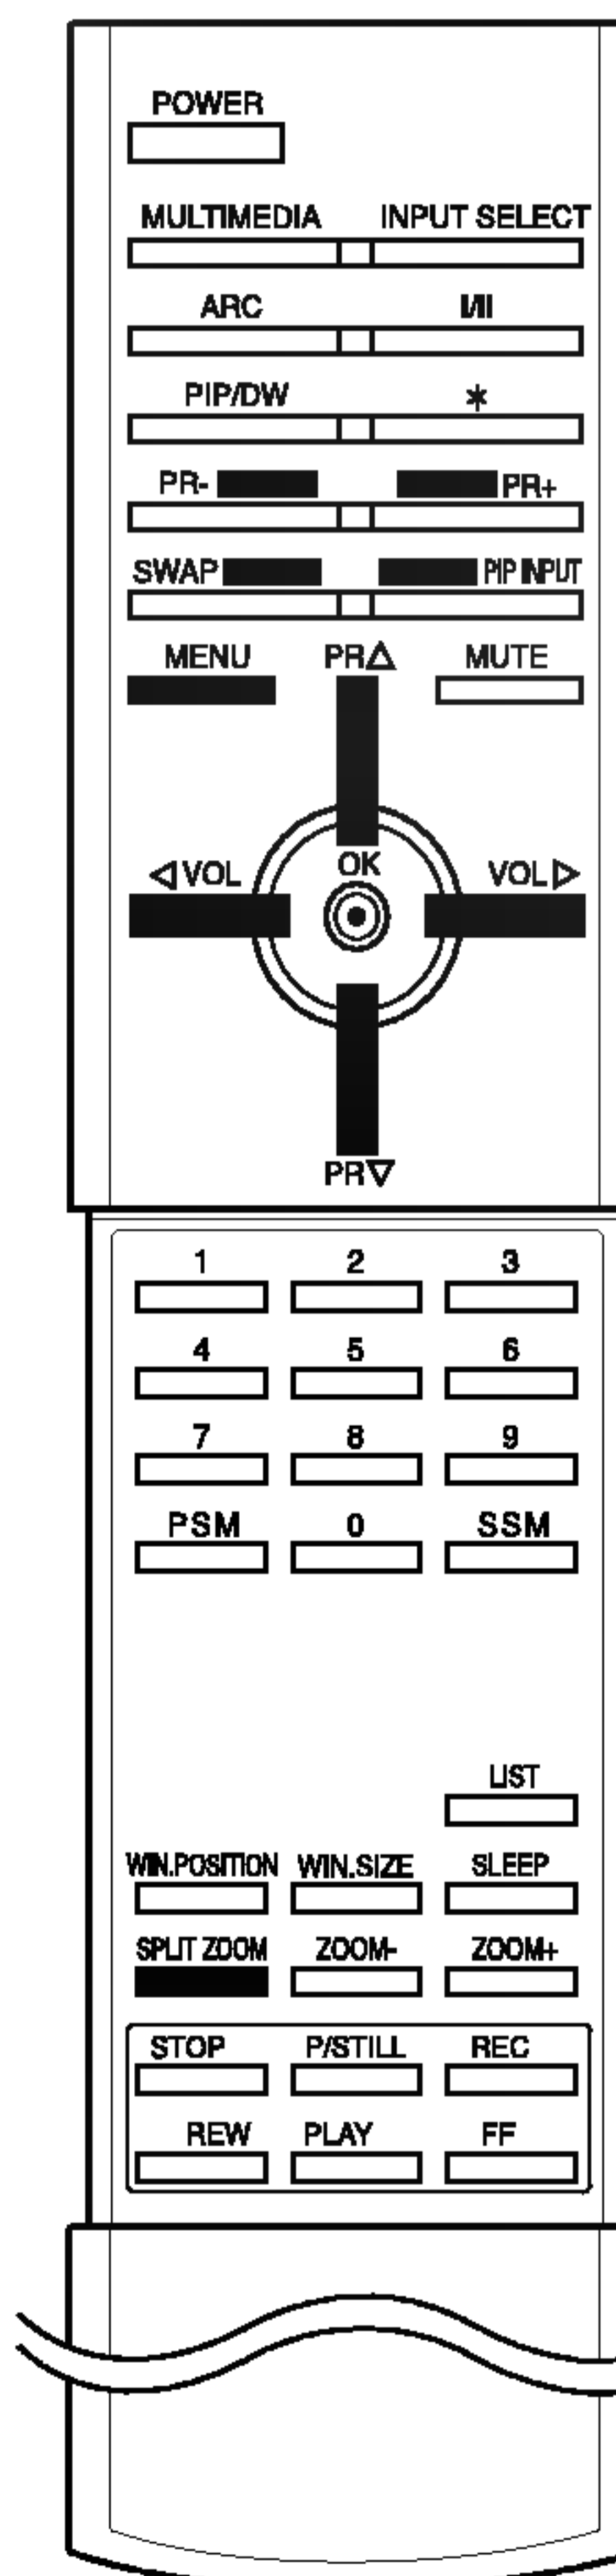 POWER
MULTIMEDIA INPUT SELECT
ARC I/II
PIP/DW *
PR- PR+
SWAP PIP INPUT
MENU PR△ MUTE
◁ VOL OK VOL ▷
PR▽
1 2 3
4 5 6
7 8 9
PSM 0 SSM
LIST
WIN.POSITION WIN.SIZE SLEEP
SPLIT ZOOM ZOOM- ZOOM+
STOP P/STILL REC
REW PLAY FF